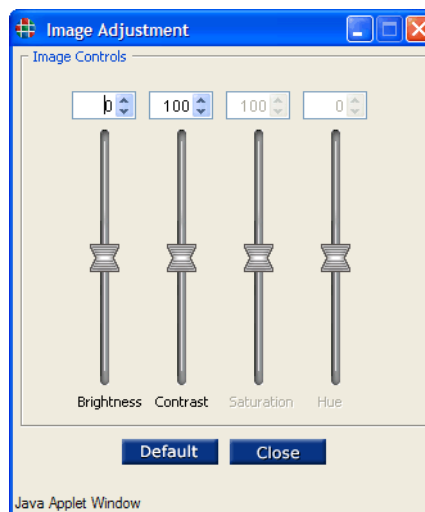 Image Adjustment
Image Controls
0 100 100 0
Brightness Contrast Saturation Hue
Default Close
Java Applet Window